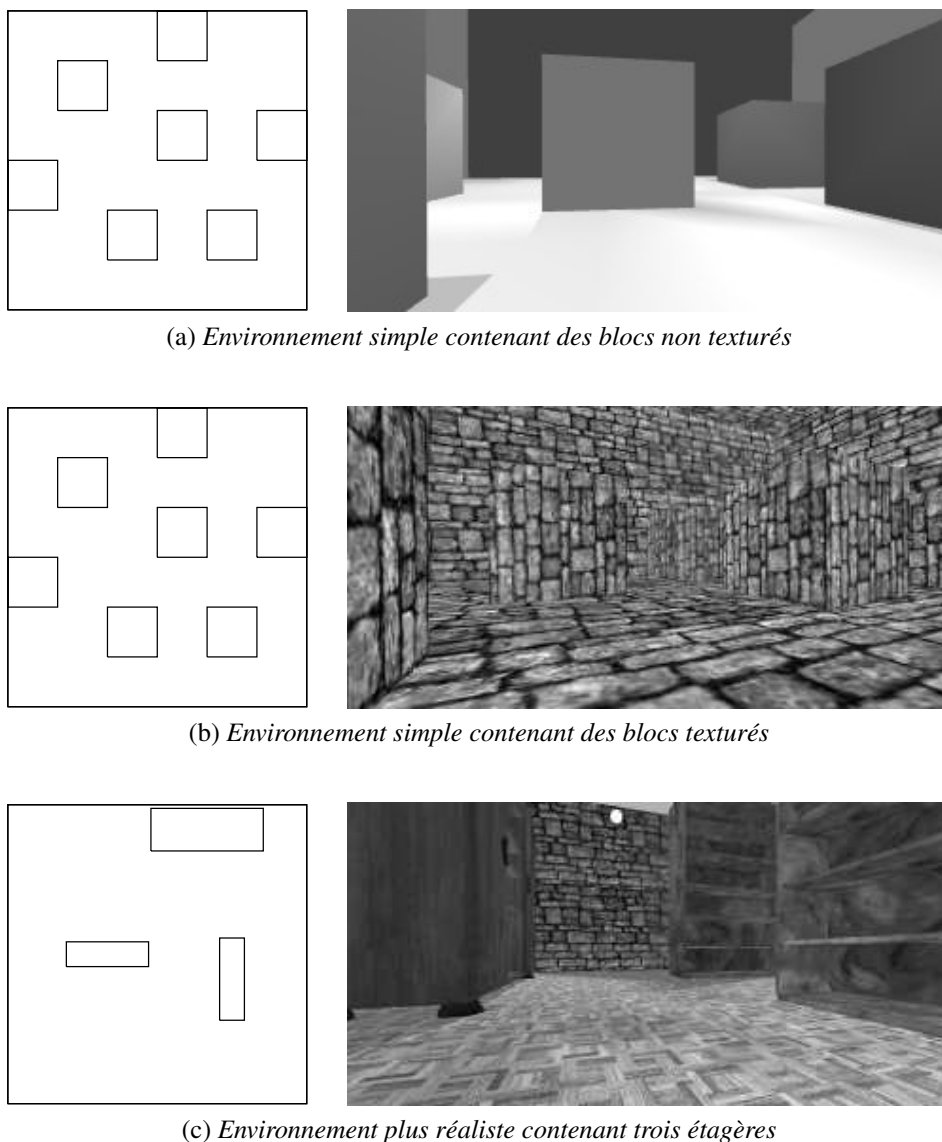 (a) Environnement simple contenant des blocs non texturés
(b) Environnement simple contenant des blocs texturés
(c) Environnement plus réaliste contenant trois étagères